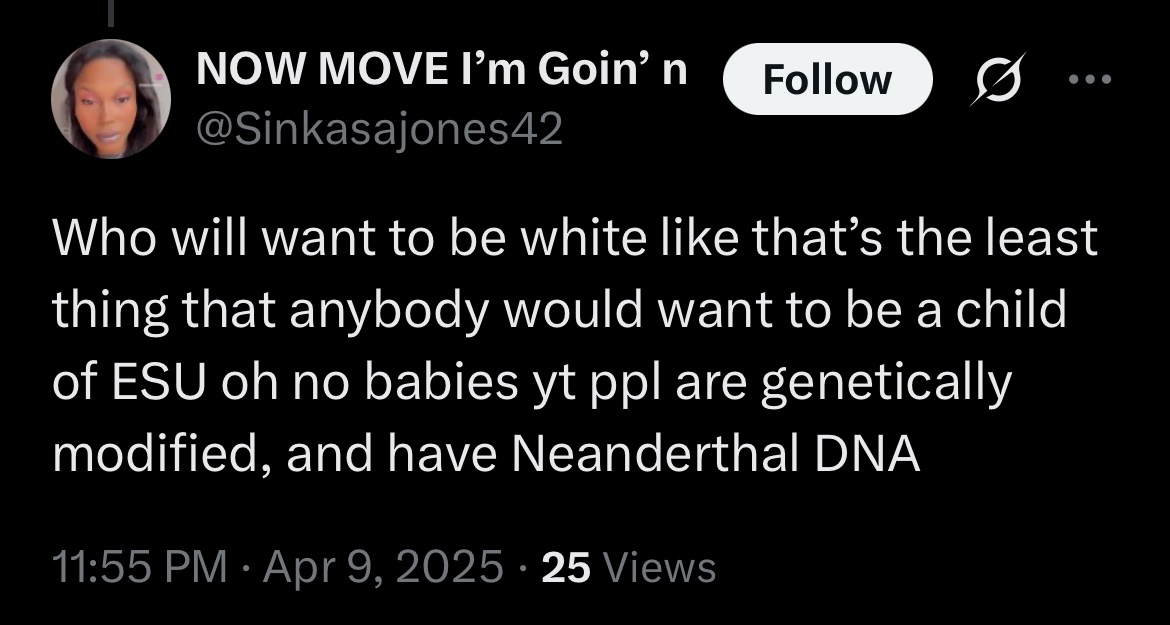 NOW MOVE I’m Goin’ n
Follow
@Sinkasajones42
Who will want to be white like that’s the least
thing that anybody would want to be a child
of ESU oh no babies yt ppl are genetically
modified, and have Neanderthal DNA
11:55 PM · Apr 9, 2025 · 25 Views